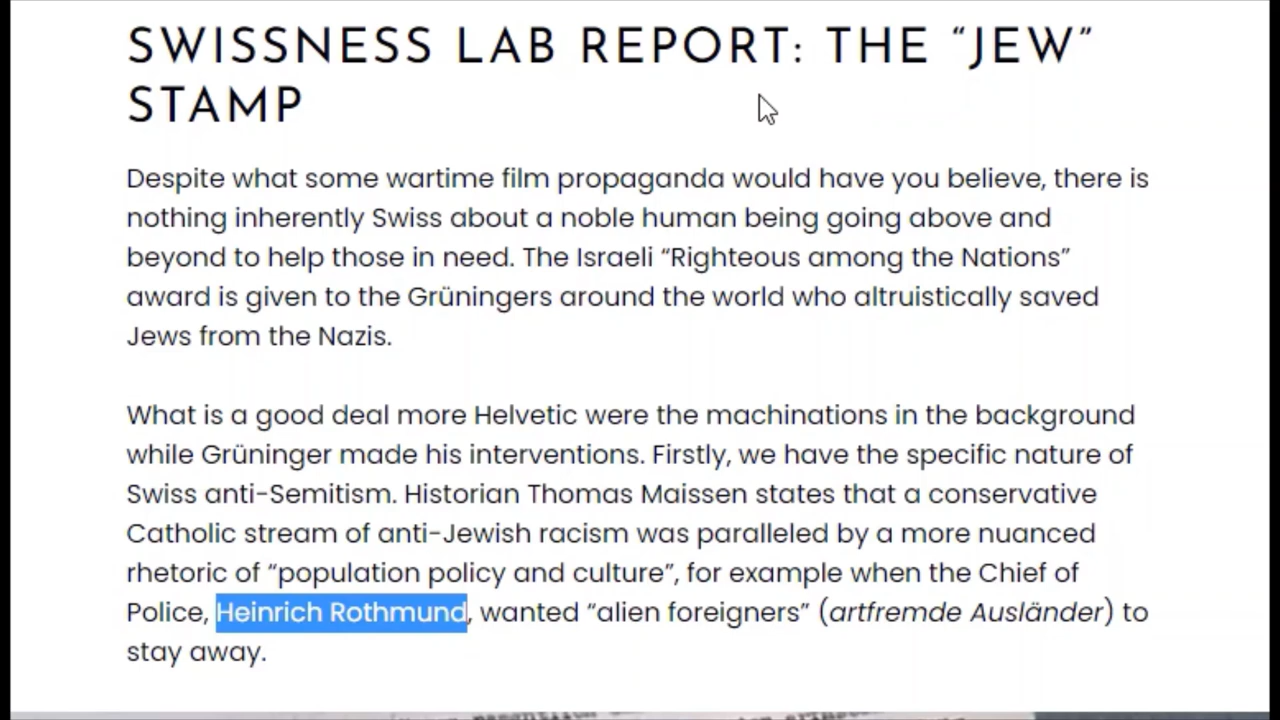 SWISSNESS LAB REPORT: THE “JEW”
STAMP
Despite what some wartime film propaganda would have you believe, there is
nothing inherently Swiss about a noble human being going above and
beyond to help those in need. The Israeli “Righteous among the Nations”
award is given to the Grüningers around the world who altruistically saved
Jews from the Nazis.
What is a good deal more Helvetic were the machinations in the background
while Grüninger made his interventions. Firstly, we have the specific nature of
Swiss anti-Semitism. Historian Thomas Maissen states that a conservative
Catholic stream of anti-Jewish racism was paralleled by a more nuanced
rhetoric of “population policy and culture”, for example when the Chief of
Police, Heinrich Rothmund, wanted “alien foreigners” (artfremde Ausländer) to
stay away.